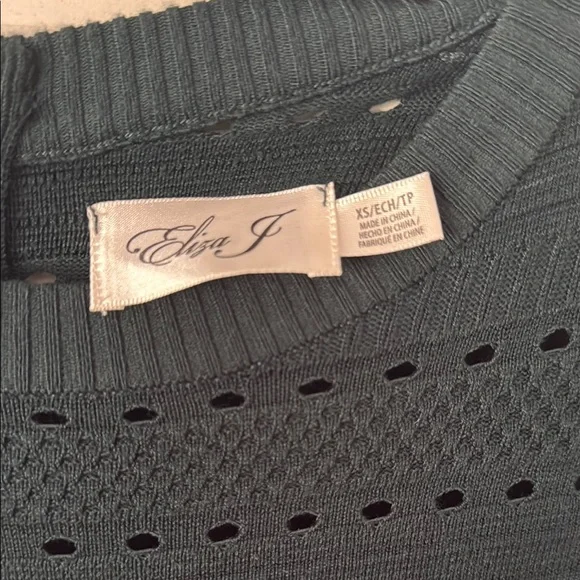 Eliza J
XS/ECH/TP
MADE IN CHINA/
HECHO EN CHINA/
FABRIQUÉ EN CHINE